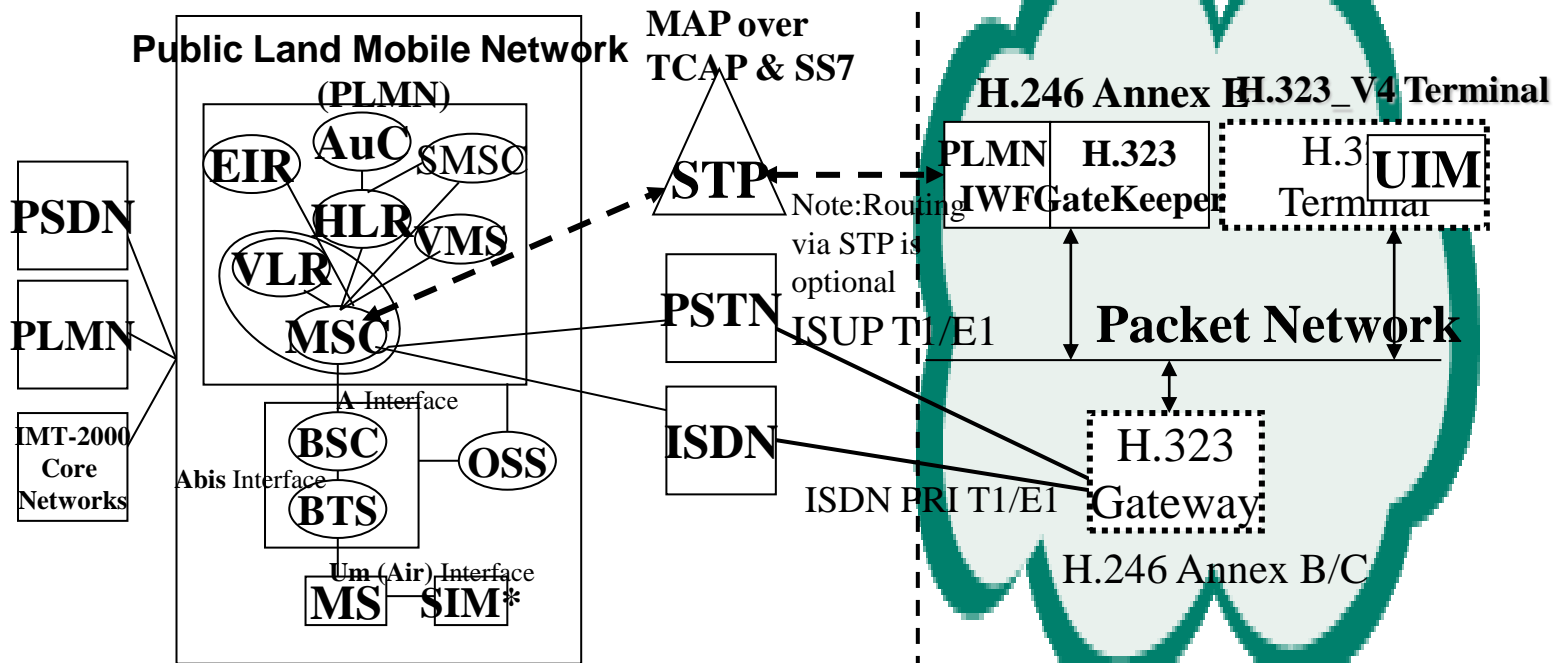 Public Land Mobile Network
(PLMN)
EIR
AuC
SMSC
HLR
VLR
VMS
MSC
PSDN
PLMN
IMT-2000
Core
Networks
A Interface
BSC
Abis Interface
BTS
OSS
Um (Air) Interface
MS
SIM*
MAP over
TCAP & SS7
STP
Note:Routing
via STP is
optional
PSTN
ISUP T1/E1
ISDN
ISDN PRI T1/E1
H.246 Annex E
H.323_V4 Terminal
PLMN
IWF
H.323
GateKeeper
Terminal
UIM
Packet Network
H.323
Gateway
H.246 Annex B/C